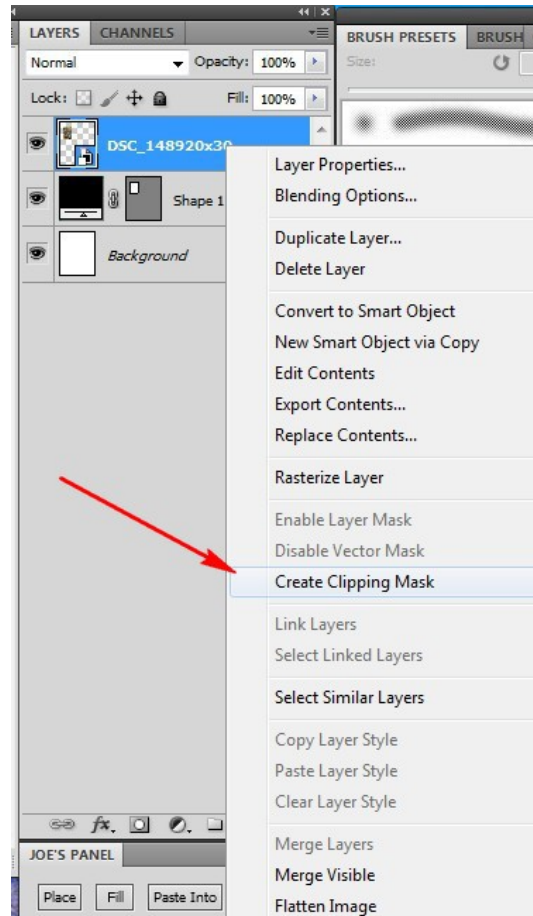 LAYERS CHANNELS
BRUSH PRESETS BRUSH
Normal Opacity: 100%
Size:
Lock: Fill: 100%
DSC_148920x30
Shape 1
Background
Layer Properties...
Blending Options...
Duplicate Layer...
Delete Layer
Convert to Smart Object
New Smart Object via Copy
Edit Contents
Export Contents...
Replace Contents...
Rasterize Layer
Enable Layer Mask
Disable Vector Mask
Create Clipping Mask
Link Layers
Select Linked Layers
Select Similar Layers
Copy Layer Style
Paste Layer Style
Clear Layer Style
Merge Layers
Merge Visible
Flatten Image
fx.
JOE'S PANEL
Place Fill Paste Into